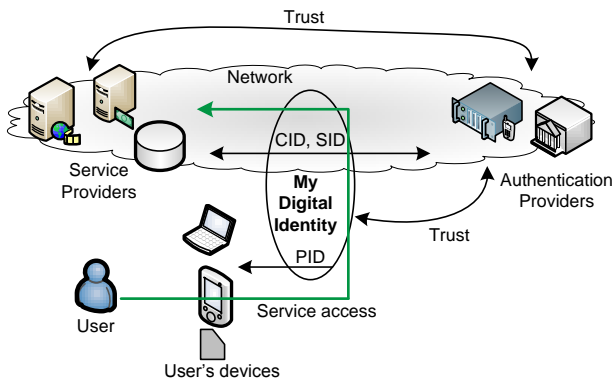 Trust
Network
CID, SID
Service
Providers
My
Digital
Identity
Authentication
Providers
Trust
PID
User
Service access
User's devices